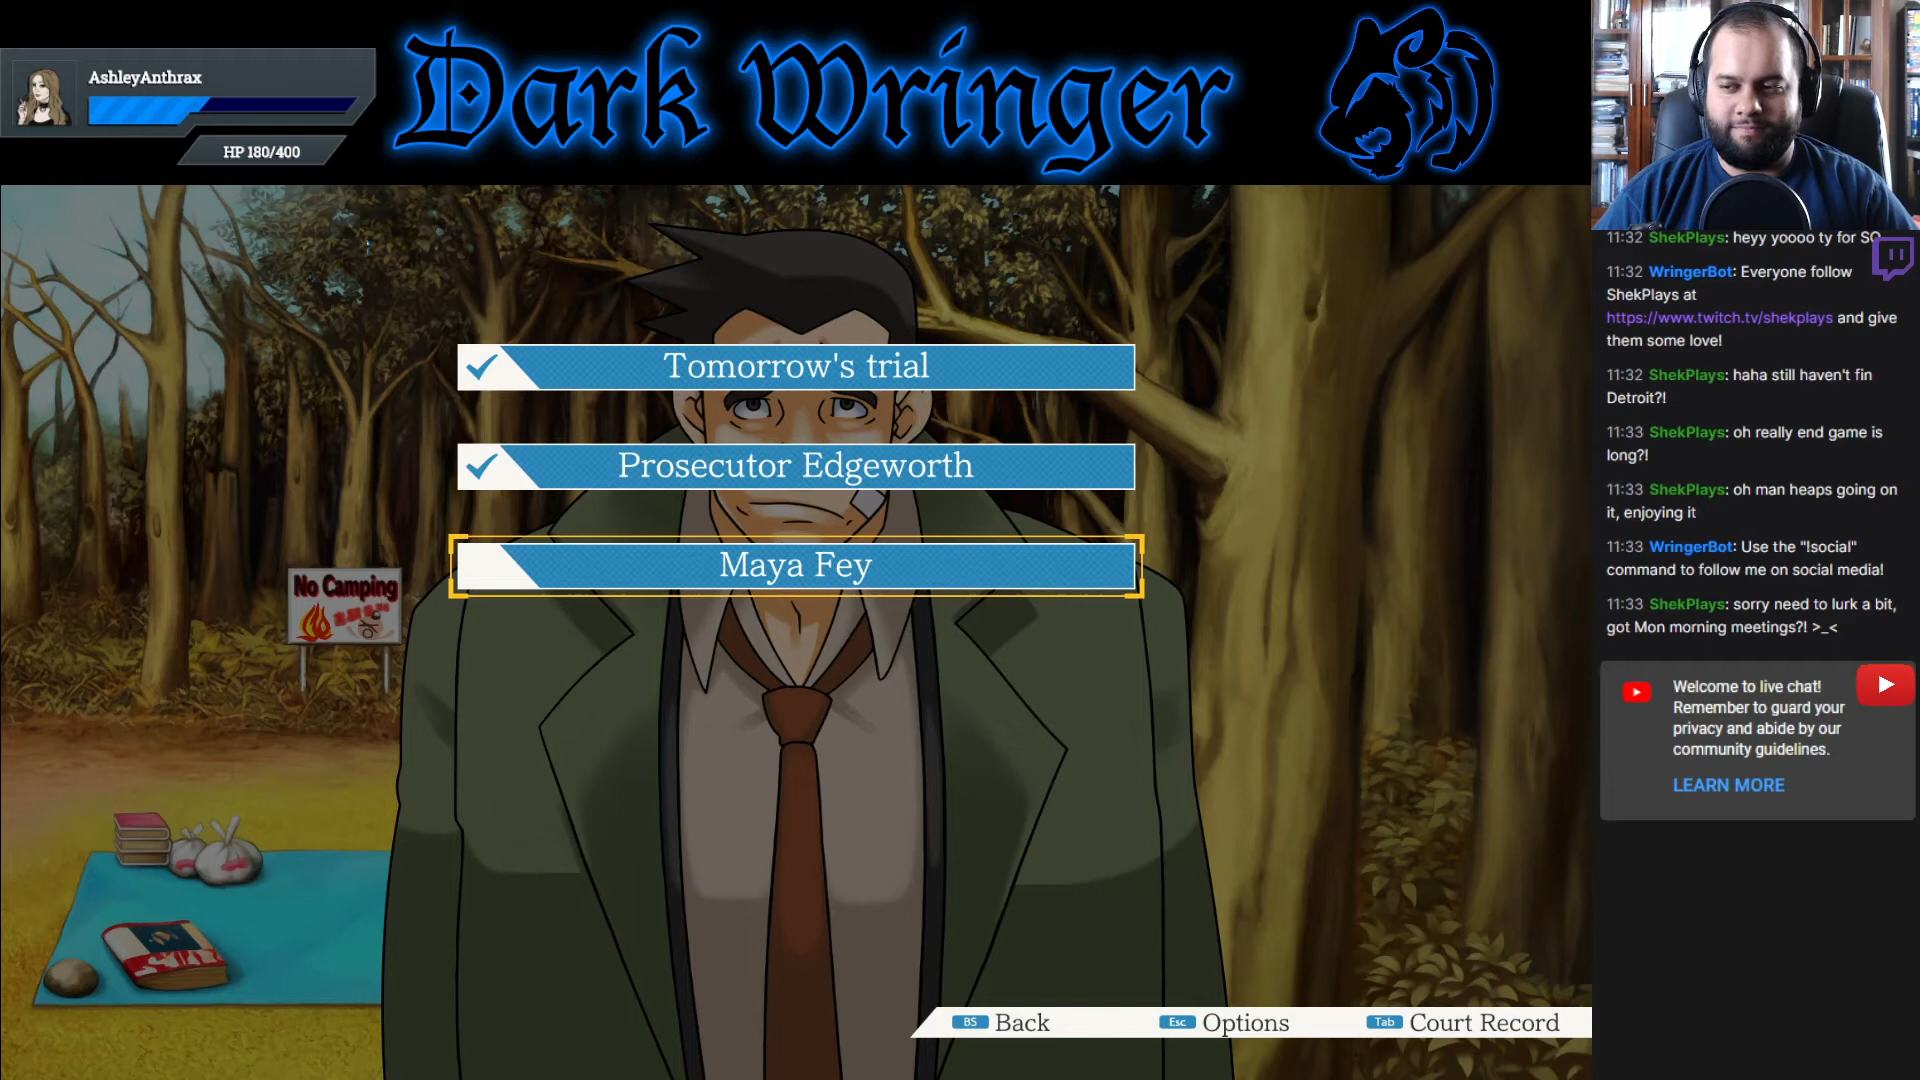 Dark Wringer
AshleyAnthrax
HP 180/400
Tomorrow's trial
Prosecutor Edgeworth
Maya Fey
No Camping
BS Back
Esc Options
Tab Court Record
11:32 ShekPlays: heyy yoooo ty for SO
11:32 WringerBot: Everyone follow
ShekPlays at
https://www.twitch.tv/shekplays and give
them some love!
11:32 ShekPlays: haha still haven't fin
Detroit?!
11:33 ShekPlays: oh really end game is
long?!
11:33 ShekPlays: oh man heaps going on
it, enjoying it
11:33 WringerBot: Use the "!social"
command to follow me on social media!
11:33 ShekPlays: sorry need to lurk a bit,
got Mon morning meetings?! >_<
Welcome to live chat!
Remember to guard your
privacy and abide by our
community guidelines.
LEARN MORE